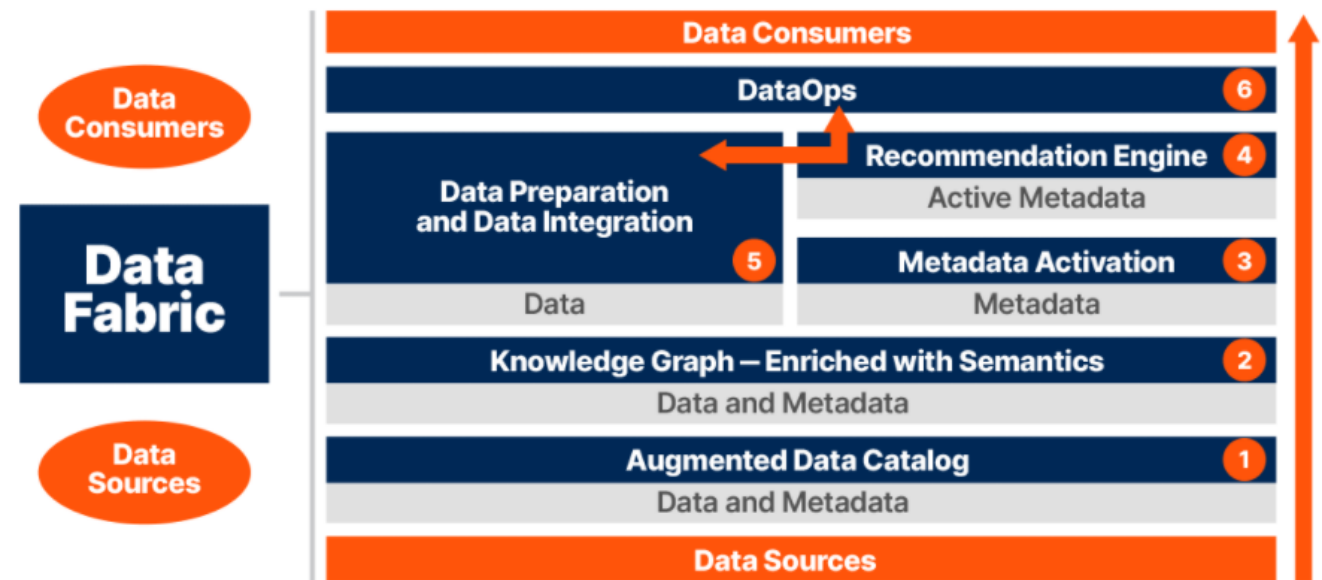 Data Consumers
Data
Consumers
DataOps
6
Recommendation Engine
4
Active Metadata
Data Preparation
and Data Integration
5
Data
Metadata Activation
3
Metadata
Data
Fabric
Knowledge Graph – Enriched with Semantics
2
Data and Metadata
Data
Sources
Augmented Data Catalog
1
Data and Metadata
Data Sources